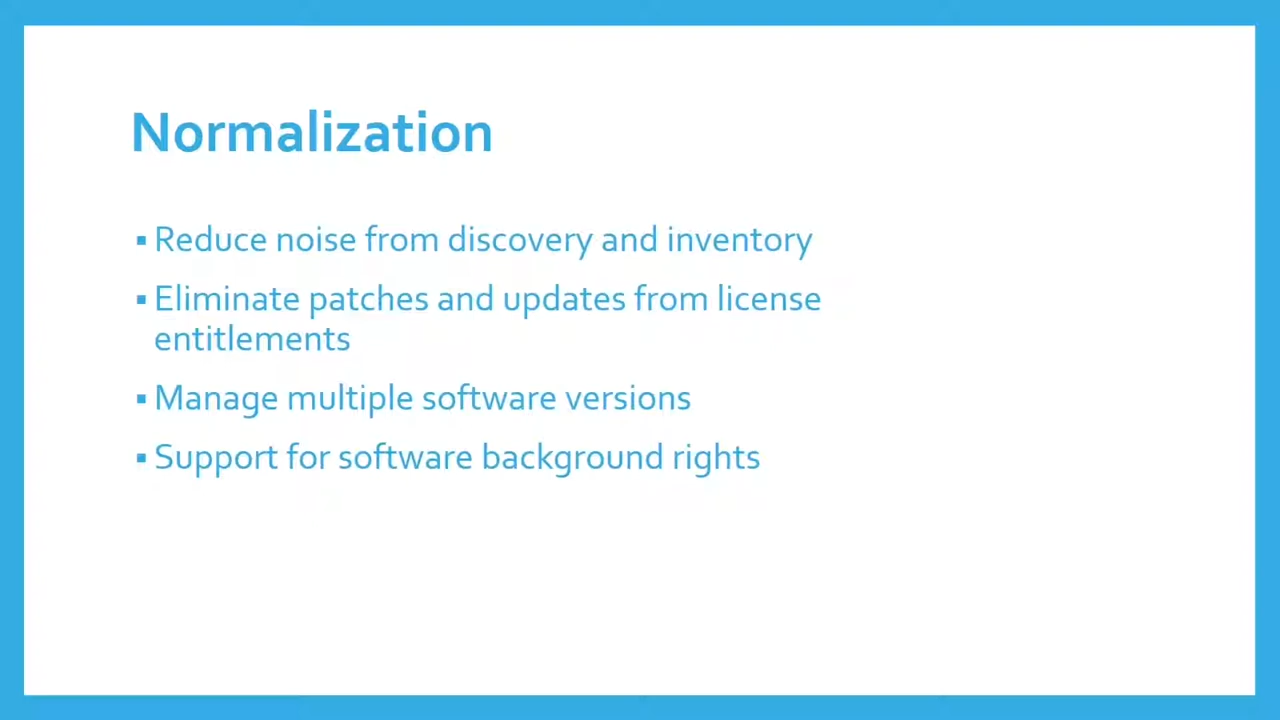 Normalization
▪ Reduce noise from discovery and inventory
▪ Eliminate patches and updates from license
entitlements
▪ Manage multiple software versions
▪ Support for software background rights